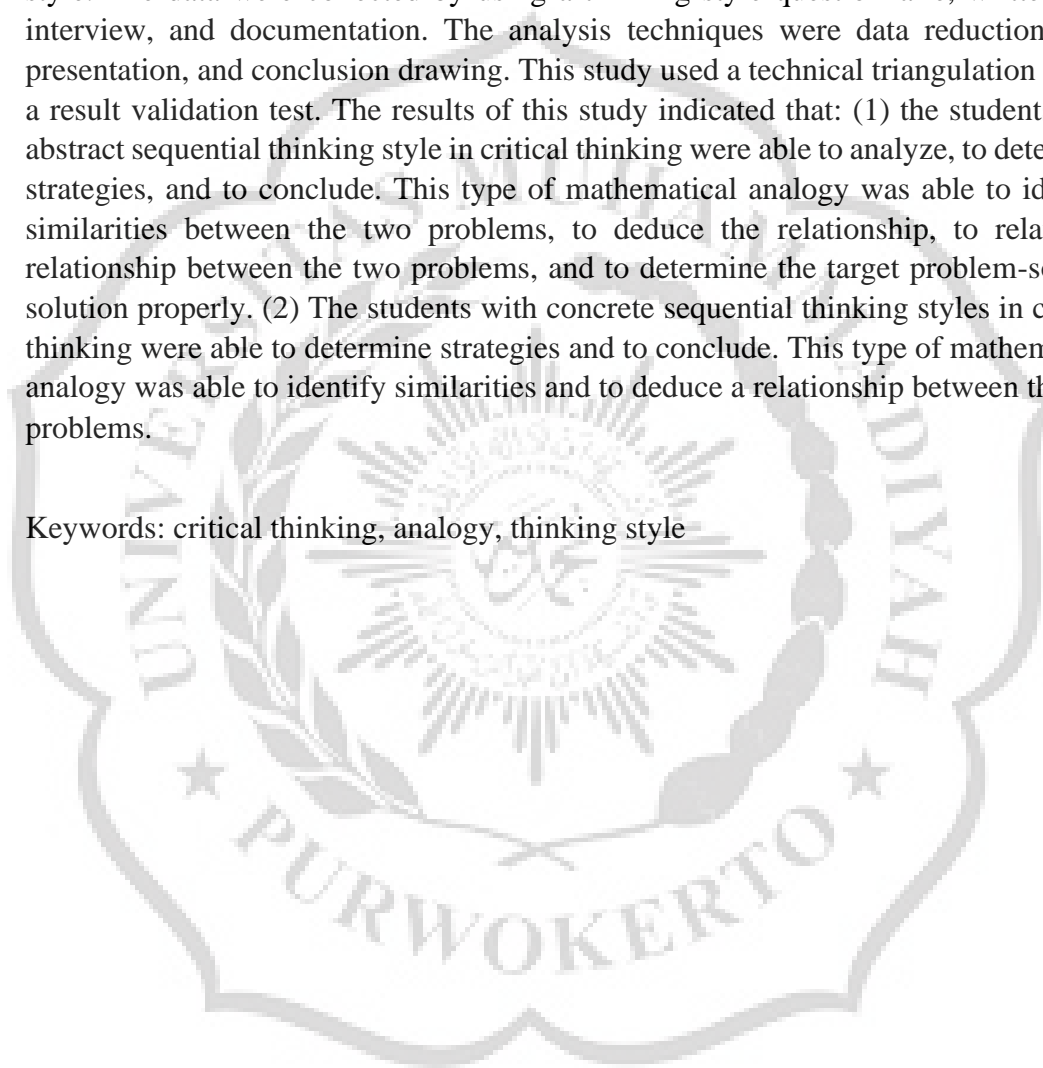 interview, and documentation. The analysis techniques were data reduction
presentation, and conclusion drawing. This study used a technical triangulation
a result validation test. The results of this study indicated that: (1) the student
abstract sequential thinking style in critical thinking were able to analyze, to dete
strategies, and to conclude. This type of mathematical analogy was able to id
similarities between the two problems, to deduce the relationship, to rela
relationship between the two problems, and to determine the target problem-so
solution properly. (2) The students with concrete sequential thinking styles in c
thinking were able to determine strategies and to conclude. This type of mathem
analogy was able to identify similarities and to deduce a relationship between th
problems.
Keywords: critical thinking, analogy, thinking style
UNIVERSITAS MUHAMMADIYAH
PURWOKERTO